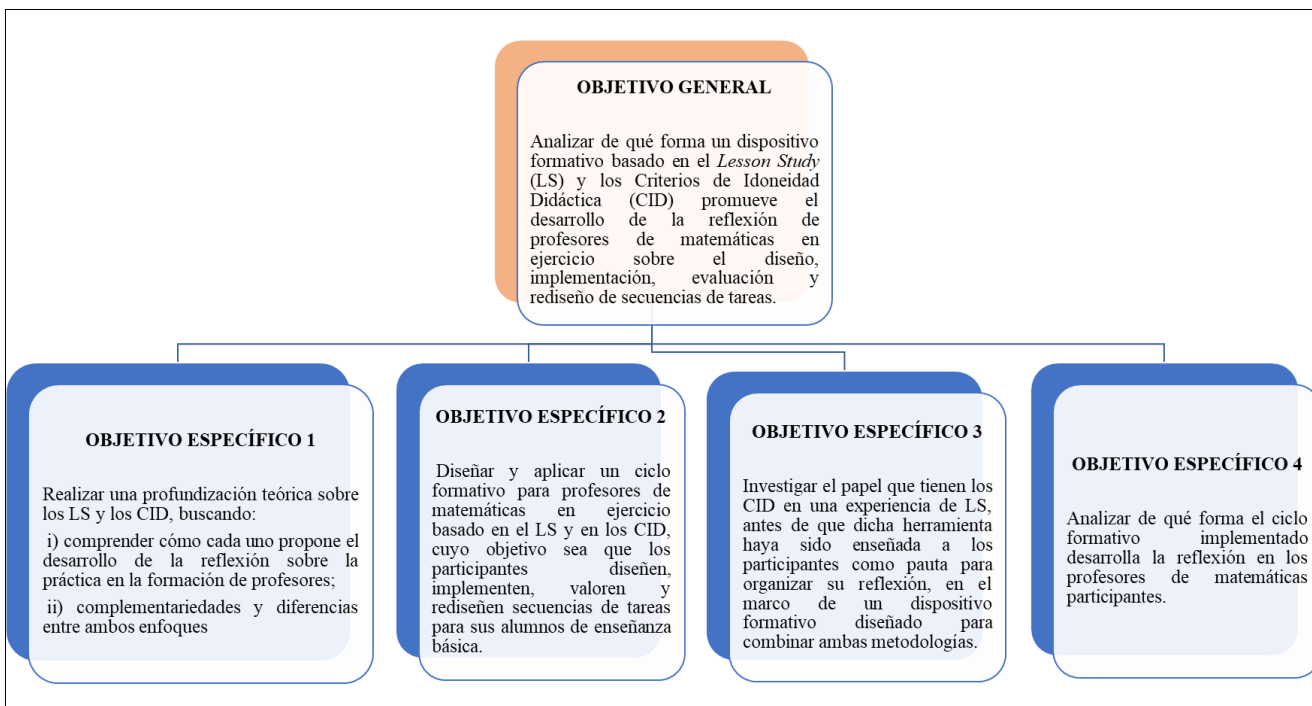 OBJETIVO GENERAL
Analizar de qué forma un dispositivo
formativo basado en el Lesson Study
(LS) y los Criterios de Idoneidad
Didáctica (CID) promueve el
desarrollo de la reflexión de
profesores de matemáticas en
ejercicio sobre el diseño,
implementación, evaluación y
rediseño de secuencias de tareas.
OBJETIVO ESPECÍFICO 1
Realizar una profundización teórica sobre
los LS y los CID, buscando:
i) comprender cómo cada uno propone el
desarrollo de la reflexión sobre la
práctica en la formación de profesores;
ii) complementariedades y diferencias
entre ambos enfoques
OBJETIVO ESPECÍFICO 2
Diseñar y aplicar un ciclo
formativo para profesores de
matemáticas en ejercicio
basado en el LS y en los CID,
cuyo objetivo sea que los
participantes diseñen,
implementen, valoren y
rediseñen secuencias de tareas
para sus alumnos de enseñanza
básica.
OBJETIVO ESPECÍFICO 3
Investigar el papel que tienen los
CID en una experiencia de LS,
antes de que dicha herramienta
haya sido enseñada a los
participantes como pauta para
organizar su reflexión, en el
marco de un dispositivo
formativo diseñado para
combinar ambas metodologías.
OBJETIVO ESPECÍFICO 4
Analizar de qué forma el ciclo
formativo implementado
desarrolla la reflexión en los
profesores de matemáticas
participantes.